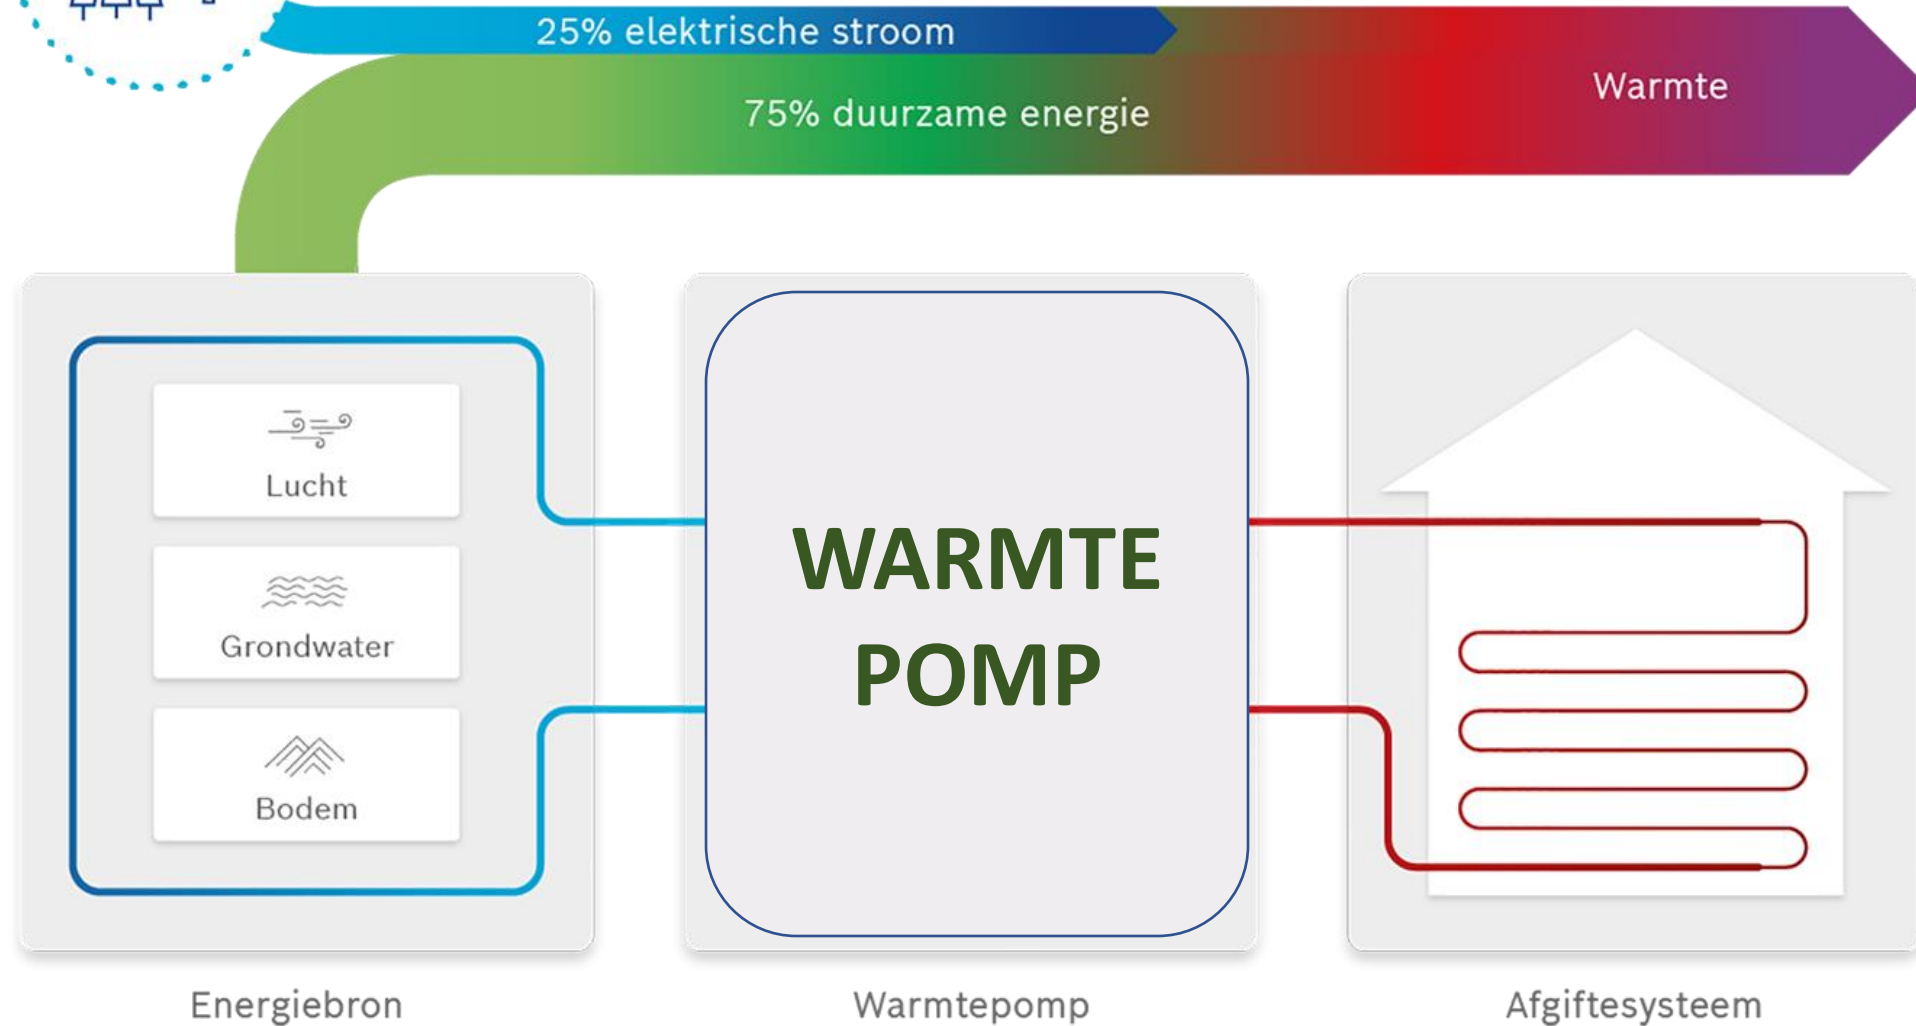 25% elektrische stroom
75% duurzame energie
Warmte
Lucht
Grondwater
Bodem
WARMTE
POMP
Energiebron
Warmtepomp
Afgiftesysteem